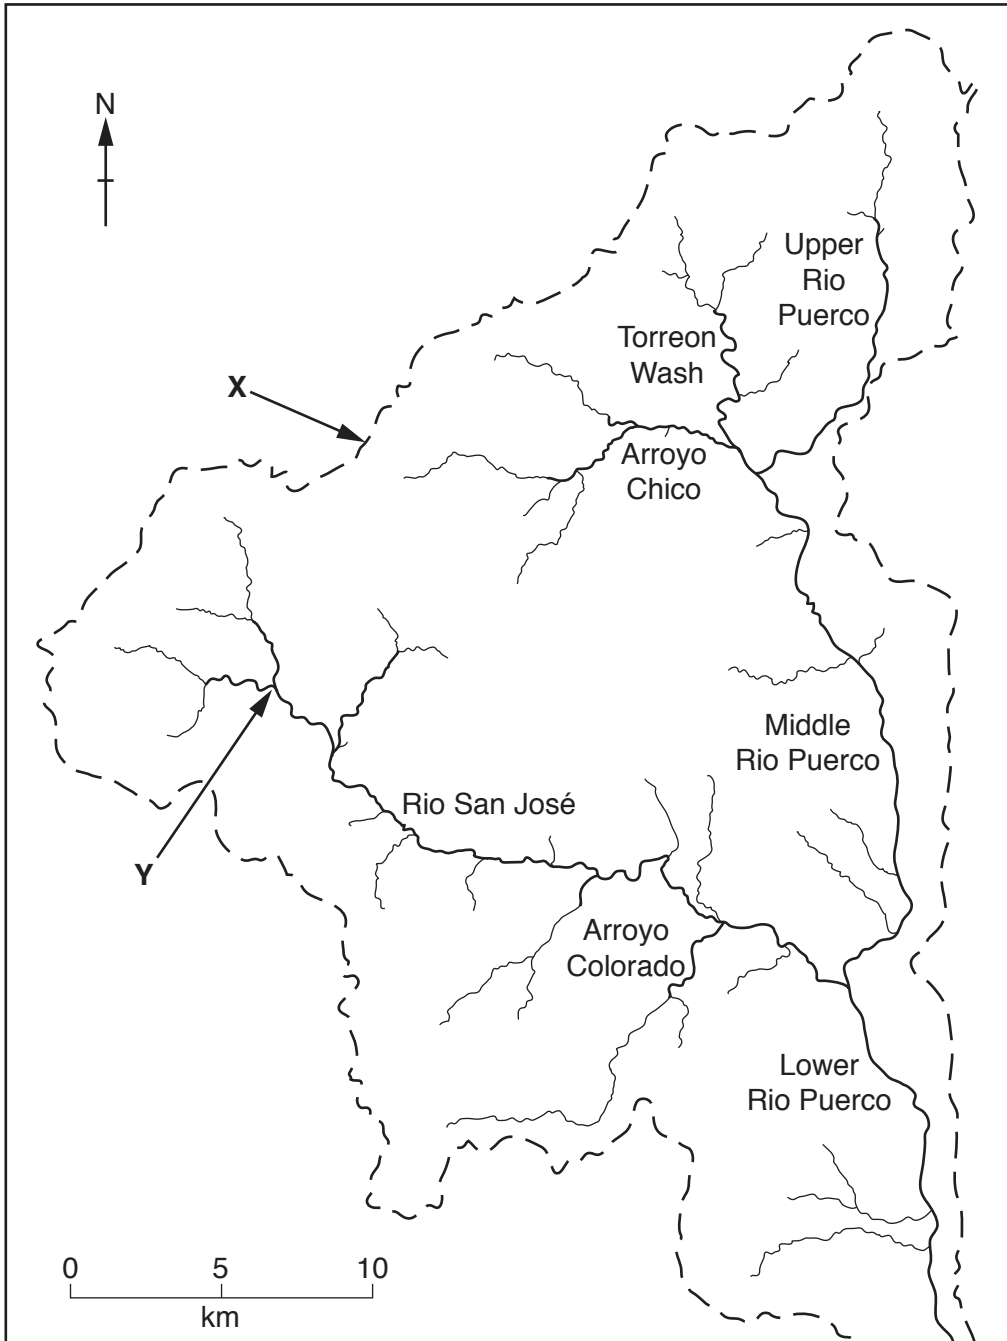 N
Upper
Rio
Puerco
Torreon
Wash
X
Arroyo
Chico
Middle
Rio Puerco
Rio San José
Y
Arroyo
Colorado
Lower
Rio Puerco
0 5 10
km